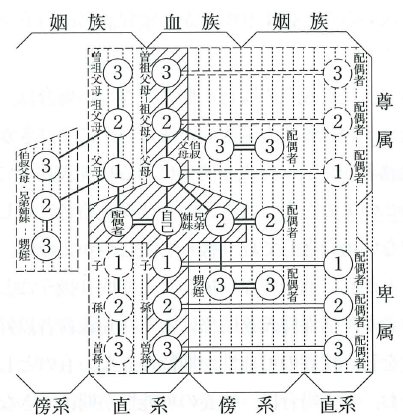 姻族 血族 姻族
曽祖父母 3 曽祖父母 3 3 配偶者
祖父母 2 祖父母 2 2 配偶者
伯叔父母 3 伯叔父母 3 3 配偶者
父母 1 父母 1 1 配偶者
兄弟姉妹 2 配偶者 自己 兄弟姉妹 2 2 配偶者
甥姪 3
1 子 1 1 配偶者
甥姪 3 3 配偶者
2 孫 2 2 配偶者
3 曽孫 3 3 配偶者
尊属
卑属
傍系 直系 傍系 直系